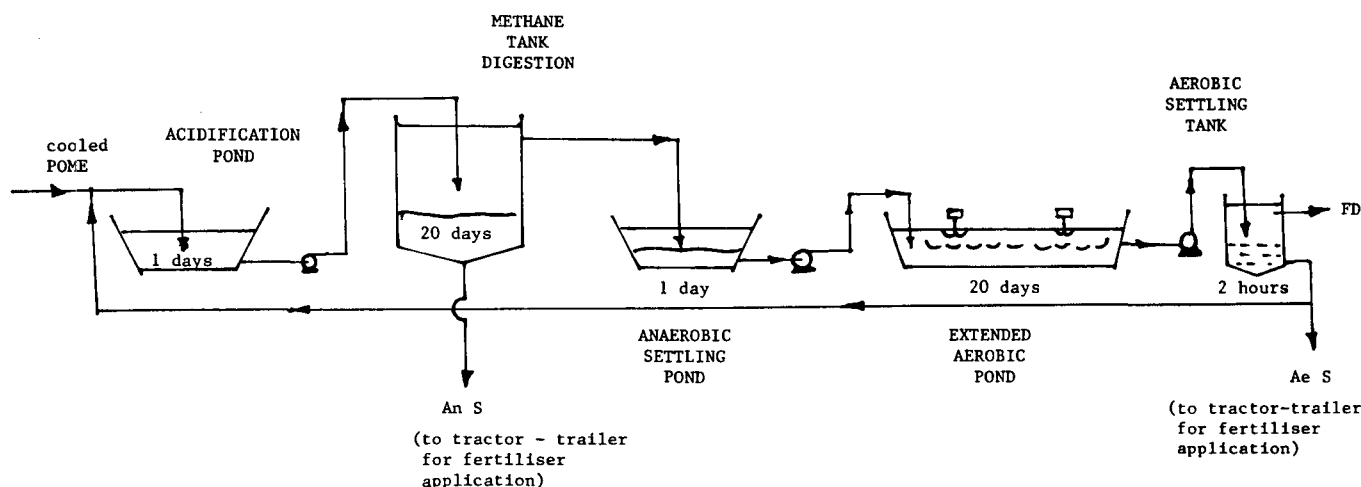 METHANE
TANK
DIGESTION
AEROBIC
SETTLING
TANK
ACIDIFICATION
POND
cooled
POME
FD
20 days
1 days
1 day
20 days
2 hours
ANAEROBIC
SETTLING
POND
EXTENDED
AEROBIC
POND
An S
(to tractor - trailer
for fertiliser
application)
Ae S
(to tractor-trailer
for fertiliser
application)